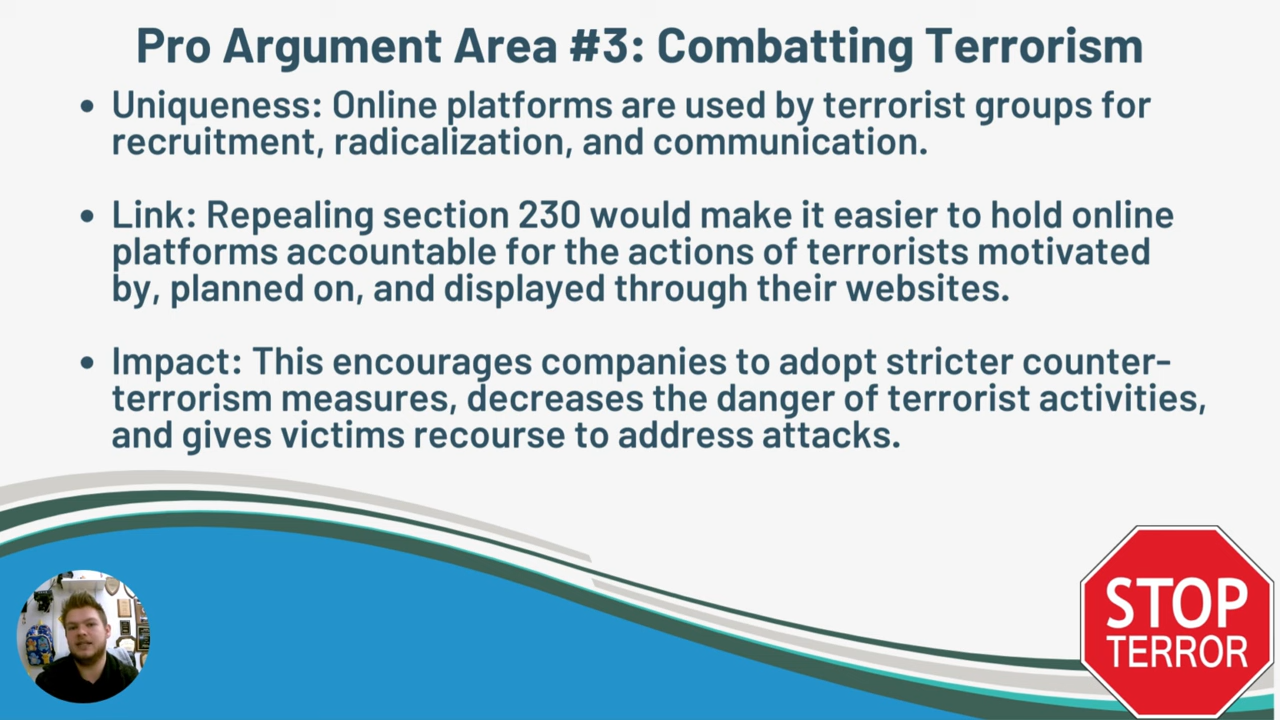 Pro Argument Area #3: Combatting Terrorism
• Uniqueness: Online platforms are used by terrorist groups for
recruitment, radicalization, and communication.
• Link: Repealing section 230 would make it easier to hold online
platforms accountable for the actions of terrorists motivated
by, planned on, and displayed through their websites.
• Impact: This encourages companies to adopt stricter counter-
terrorism measures, decreases the danger of terrorist activities,
and gives victims recourse to address attacks.
STOP
TERROR